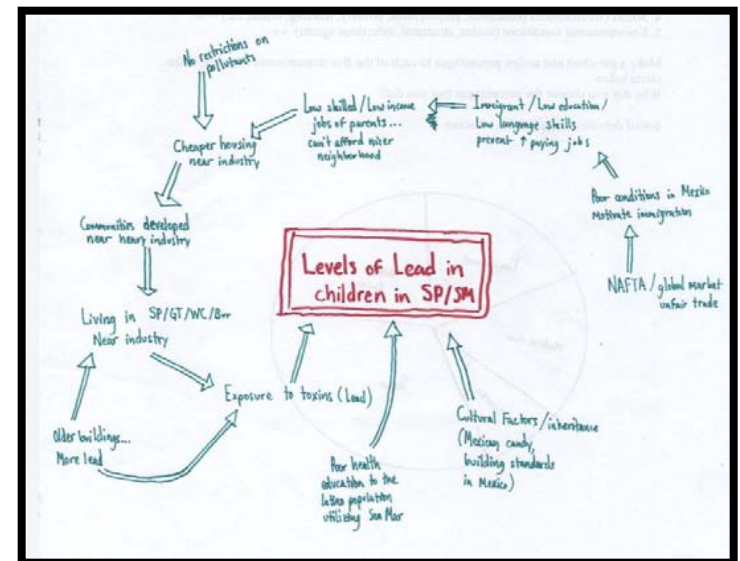 No restrictions on
pollutants
Low skilled/Low income
jobs of parents...
can't afford nicer
neighborhood
Immigrant/Low education/
Low language skills
prevent ↑ paying jobs
Cheaper housing
near industry
Poor conditions in Mexico
Motivate immigration
Communities developed
near heavy industry
Levels of Lead in
children in SP/SM
NAFTA/global market
unfair trade
Living in SP/GT/WC/
Near industry
Exposure to toxins (Lead)
Cultural Factors/inheritance
(Mexican candy,
building standards
in Mexico)
Older buildings...
More lead
Poor health
education to the
latino population
utilizing Sea Mar